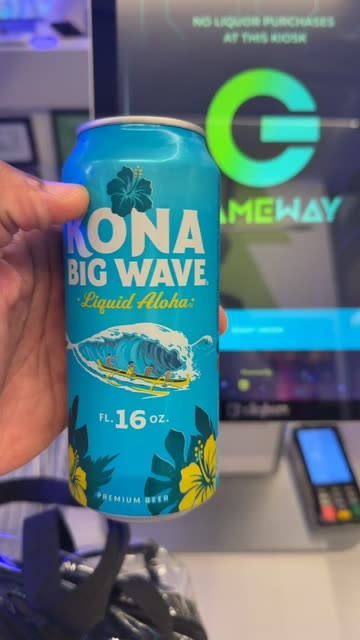 NO LIQUOR PURCHASES
AT THIS KIOSK
AMEWAY
KONA
BIG WAVE
Liquid Aloha
FL. 16 OZ.
PREMIUM BEER